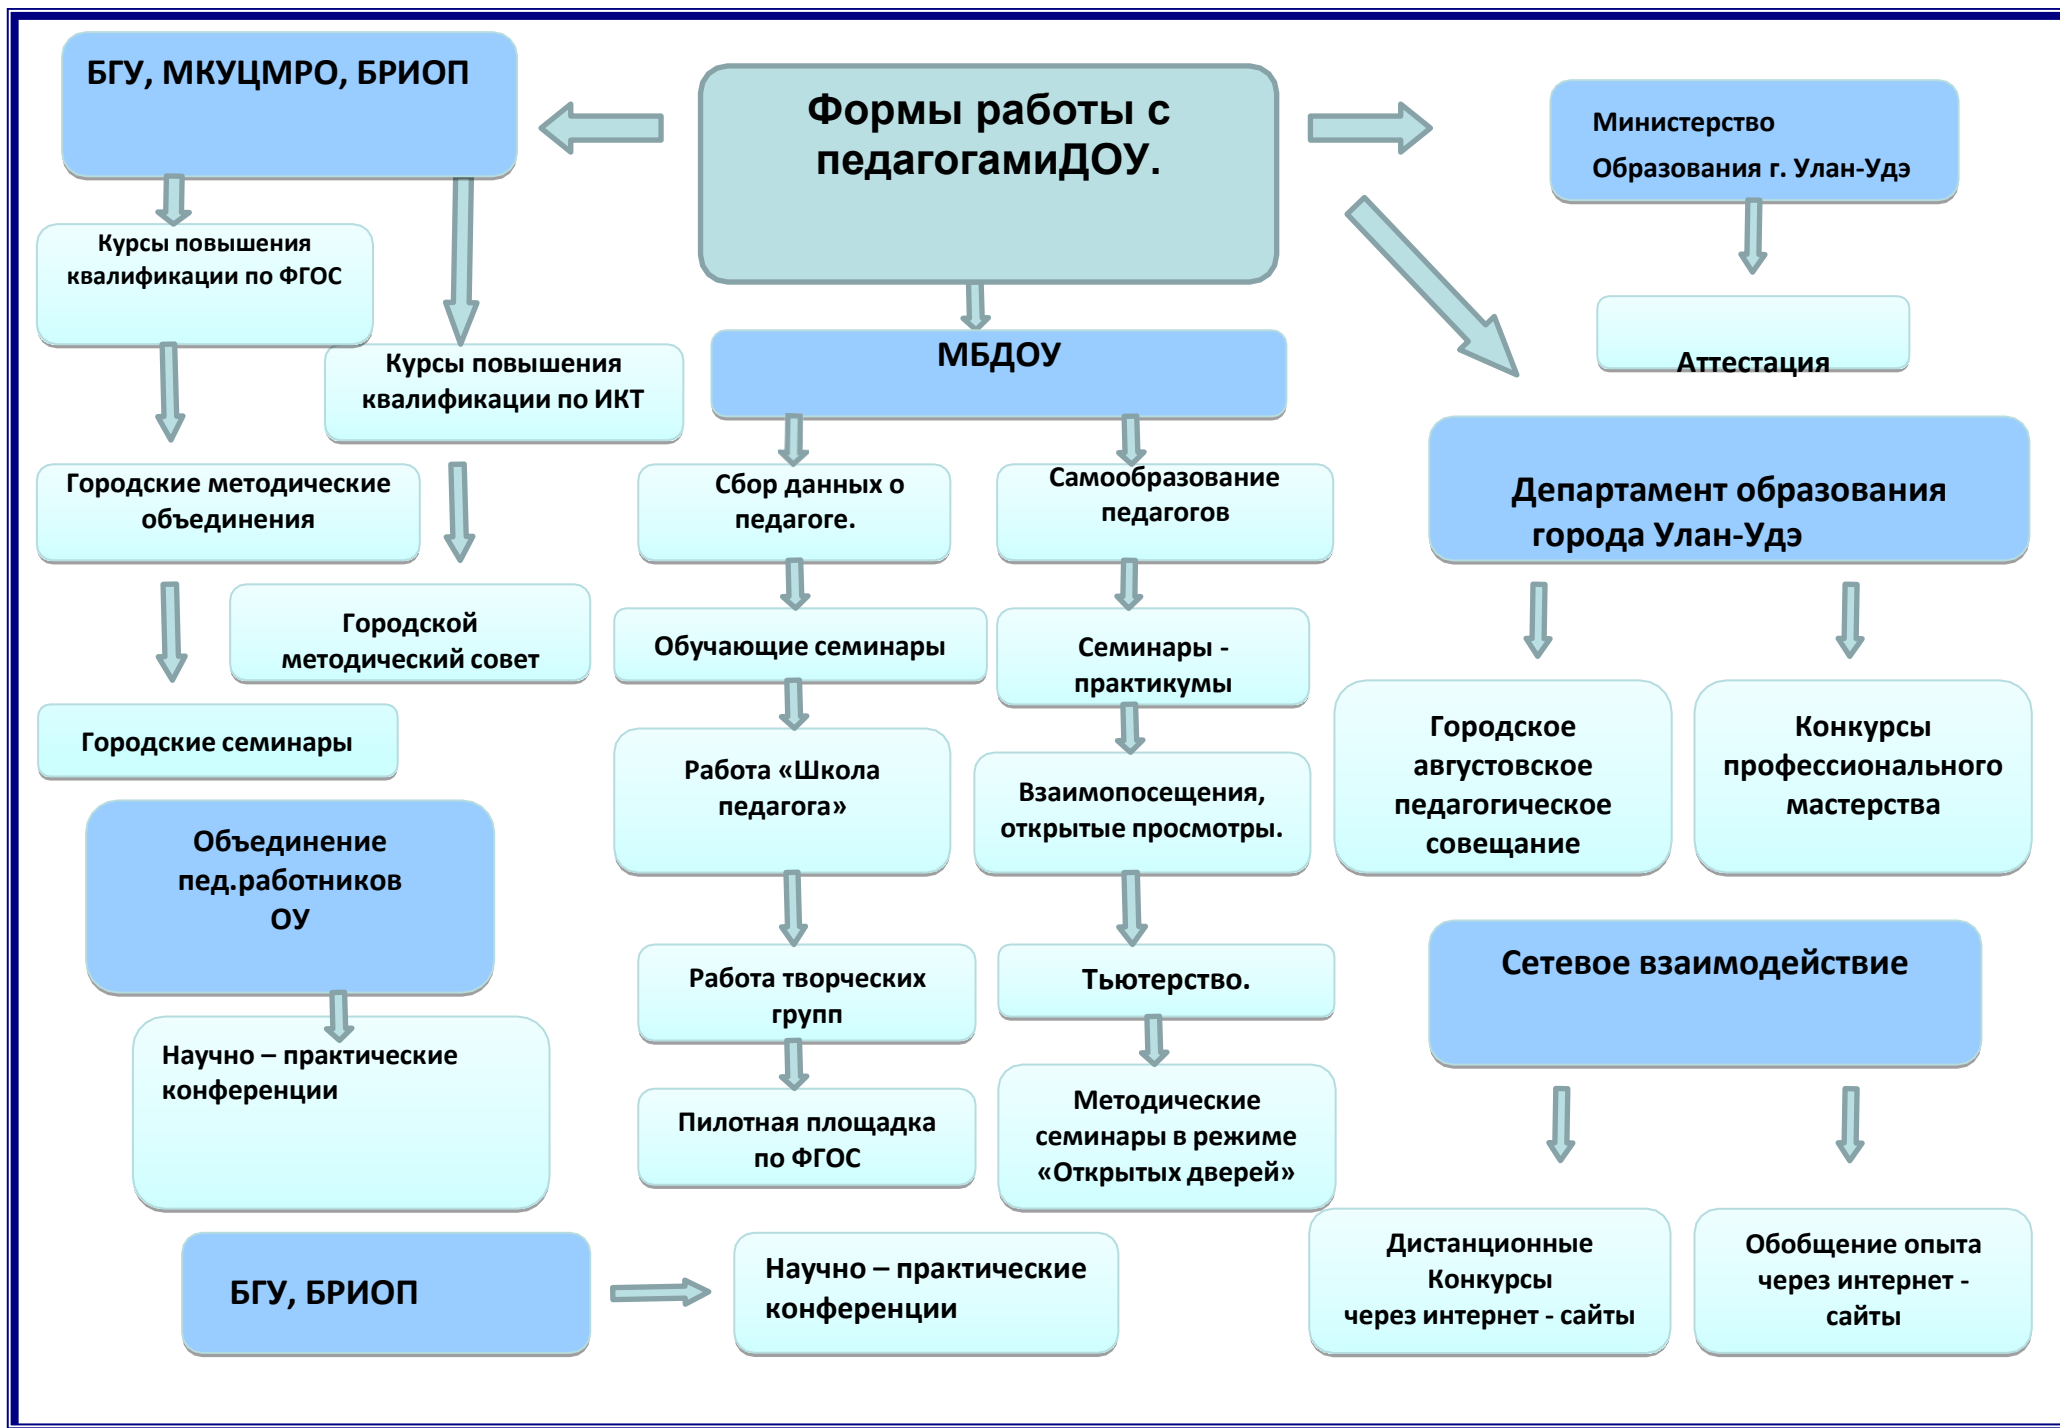 БГУ, МКУЦМРО, БРИОП
Формы работы с
педагогамиДОУ.
Министерство
Образования г. Улан-Удэ
Курсы повышения
квалификации по ФГОС
Курсы повышения
квалификации по ИКТ
МБДОУ
Аттестация
Городские методические
объединения
Сбор данных о
педагоге.
Самообразование
педагогов
Департамент образования
города Улан-Удэ
Городской
методический совет
Обучающие семинары
Семинары -
практикумы
Городские семинары
Работа «Школа
педагога»
Взаимопосещения,
открытые просмотры.
Городское
августовское
педагогическое
совещание
Конкурсы
профессионального
мастерства
Объединение
пед.работников
ОУ
Работа творческих
групп
Тьютерство.
Сетевое взаимодействие
Научно – практические
конференции
Пилотная площадка
по ФГОС
Методические
семинары в режиме
«Открытых дверей»
Дистанционные
Конкурсы
через интернет - сайты
Обобщение опыта
через интернет -
сайты
БГУ, БРИОП
Научно – практические
конференции